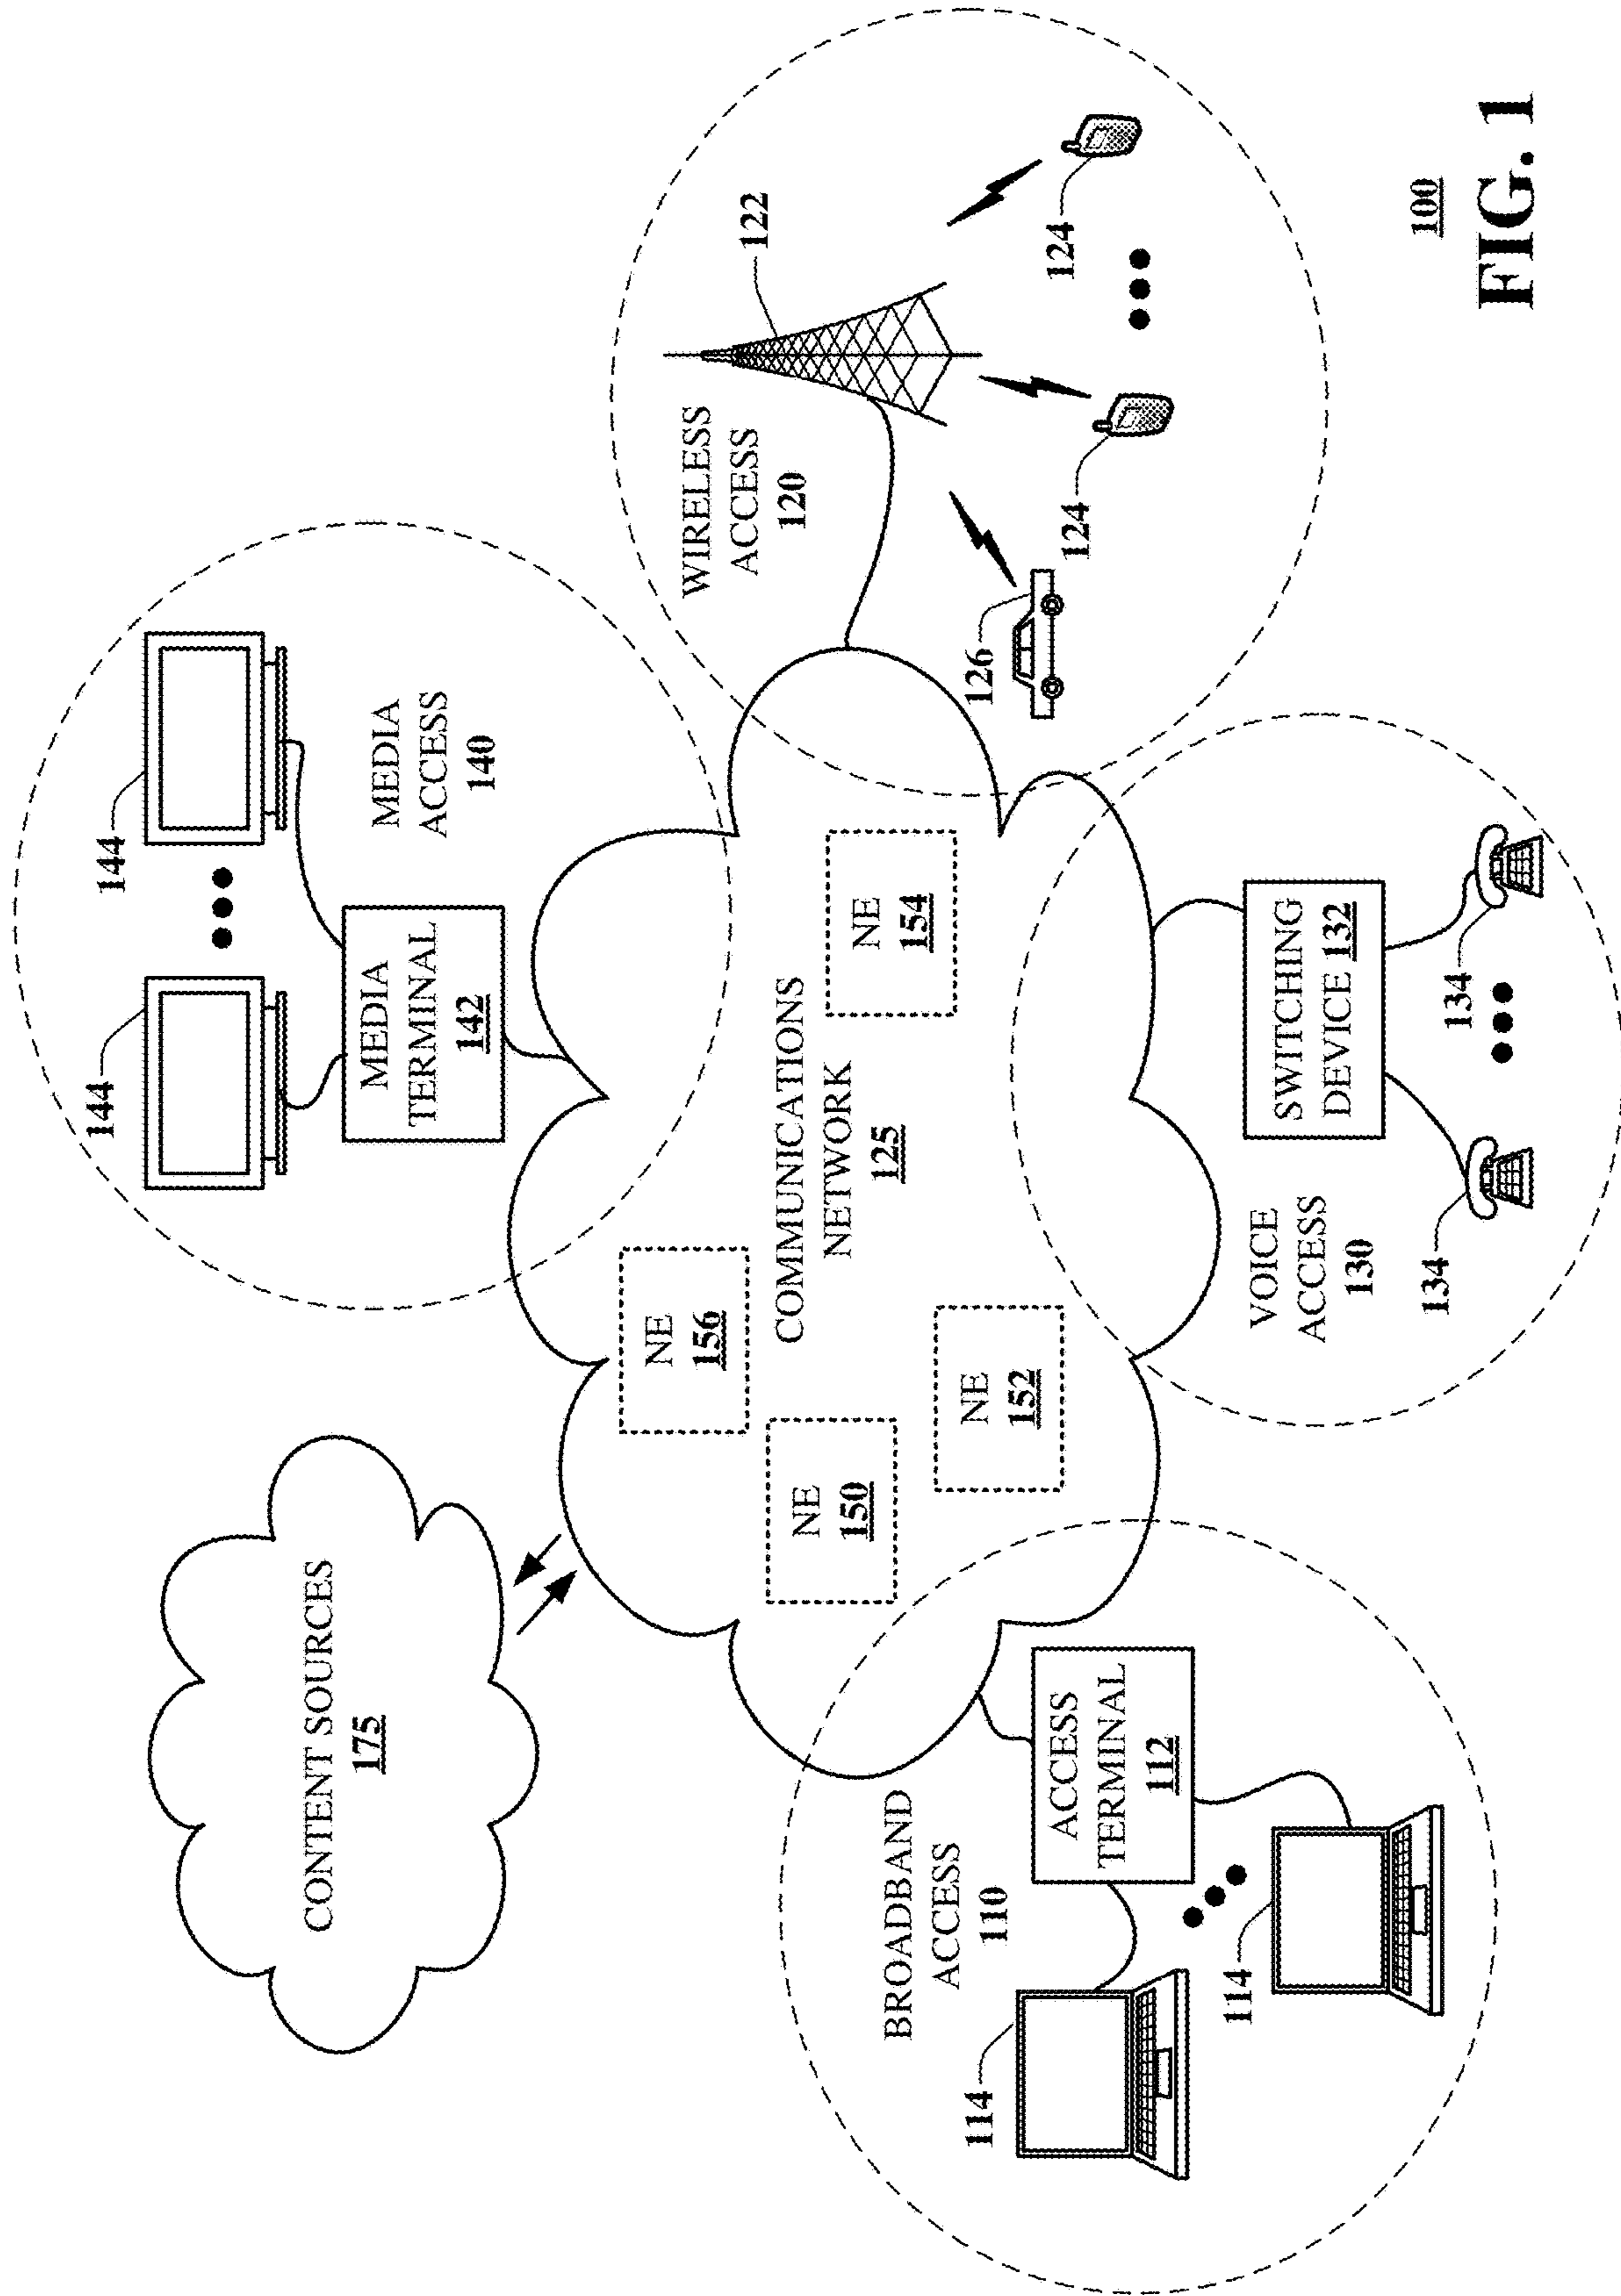 CONTENT SOURCES
175
144
144
MEDIA
TERMINAL
142
MEDIA
ACCESS
140
WIRELESS
ACCESS
120
122
NE
156
NE
150
NE
152
COMMUNICATIONS
NETWORK
125
NE
154
126
124
124
BROADBAND
ACCESS
110
ACCESS
TERMINAL
112
114
114
VOICE
ACCESS
130
SWITCHING
DEVICE 132
134
134
100
FIG. 1